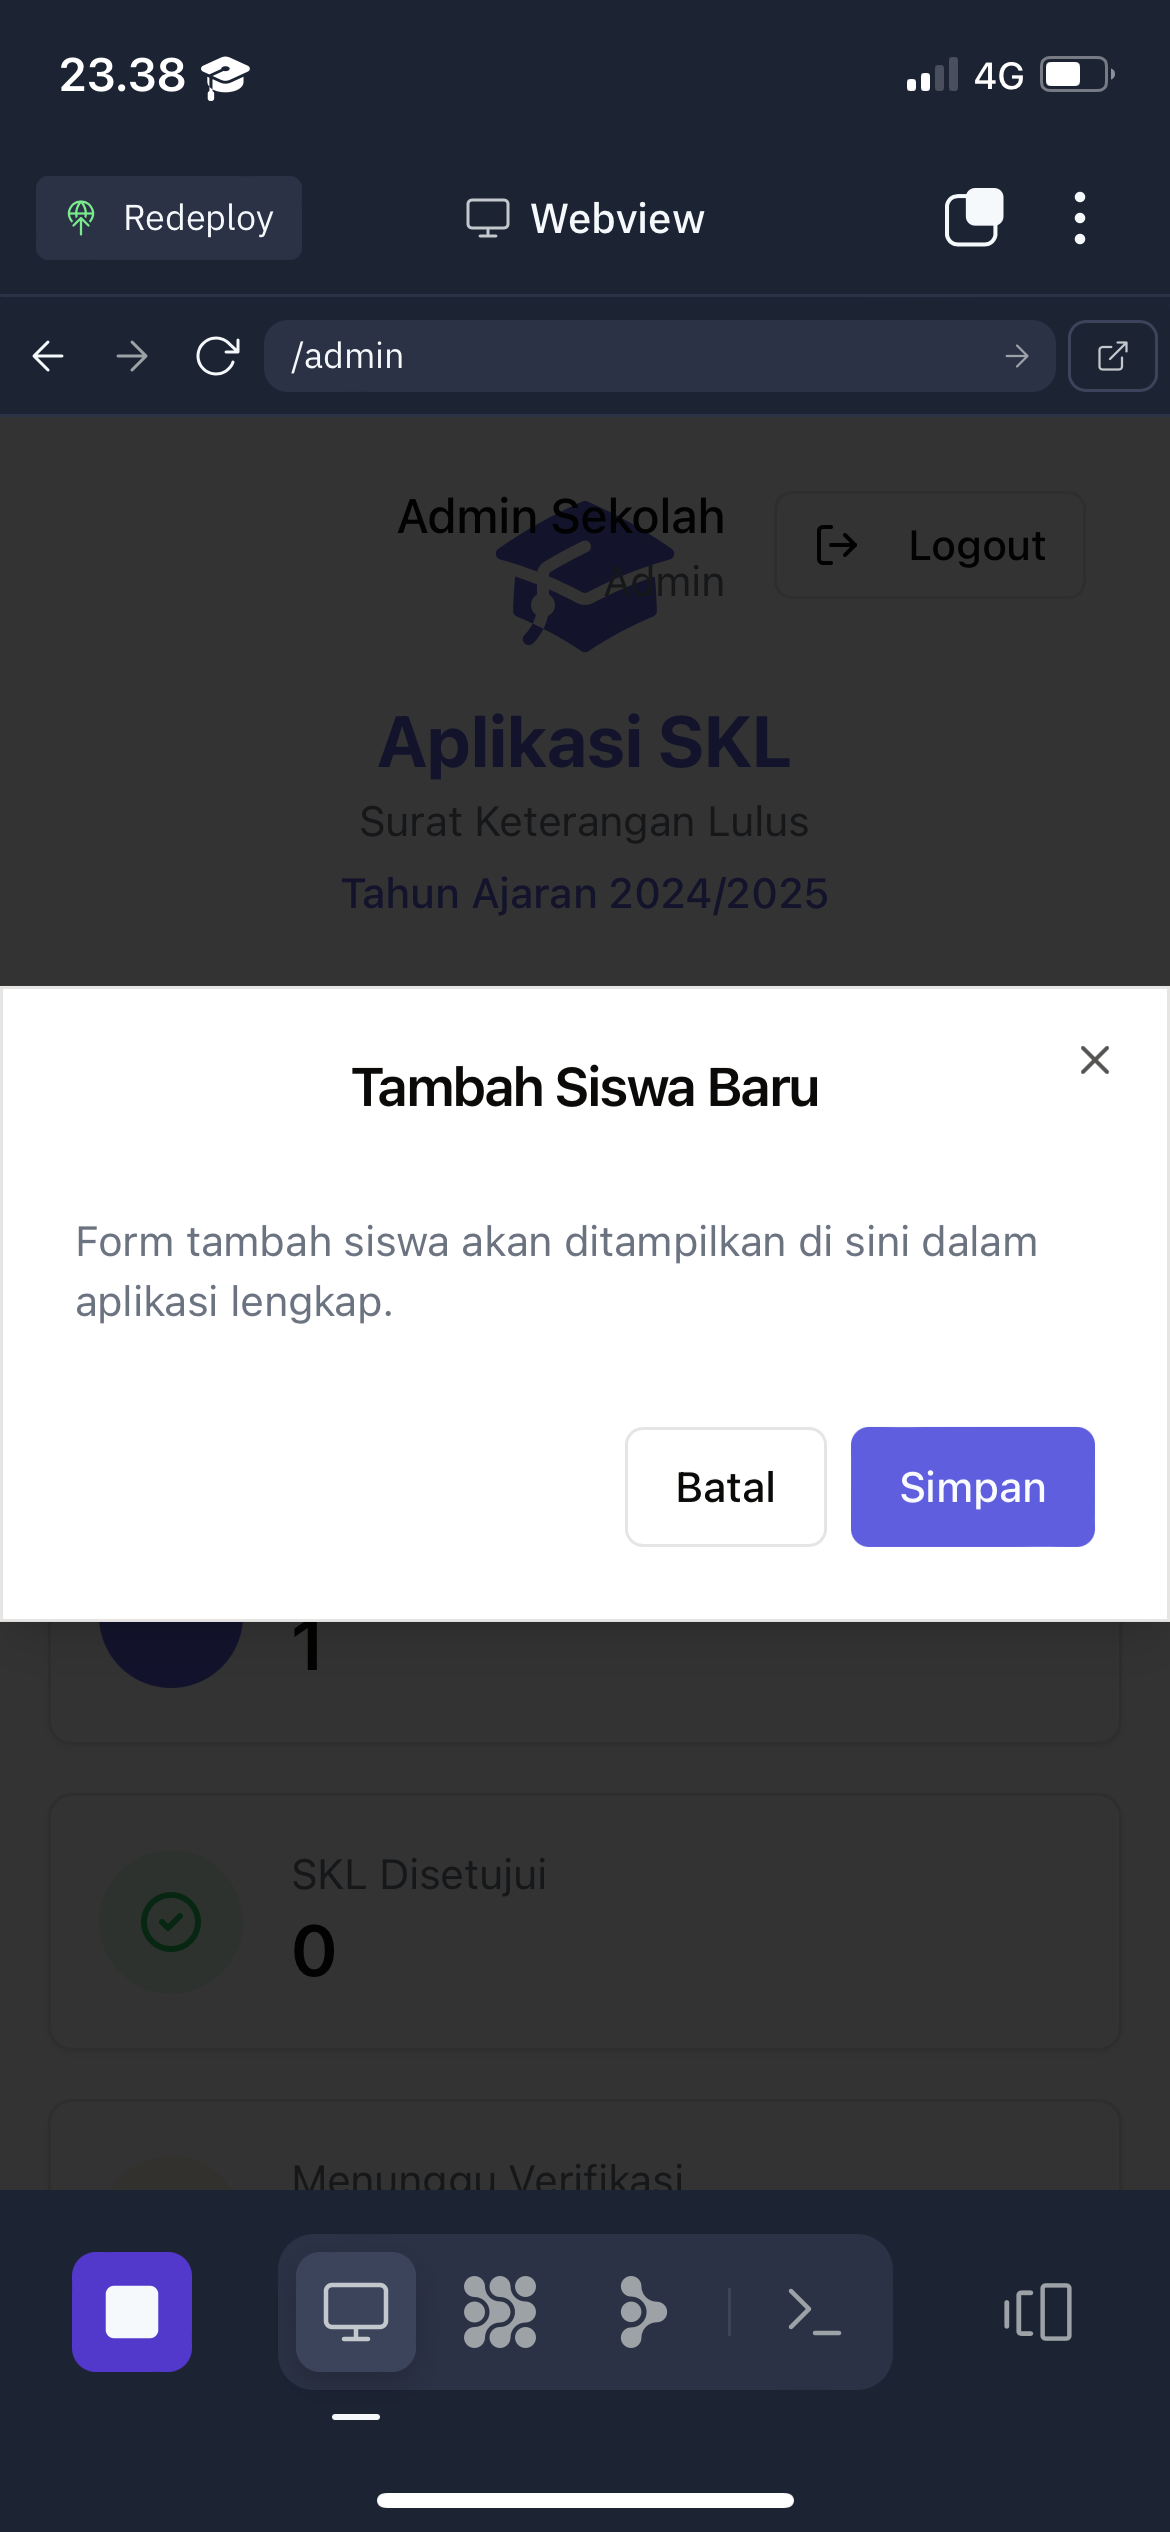 23.38
4G
Redeploy
Webview
/admin
Admin Sekolah
Admin
Logout
Aplikasi SKL
Surat Keterangan Lulus
Tahun Ajaran 2024/2025
Tambah Siswa Baru
Form tambah siswa akan ditampilkan di sini dalam
aplikasi lengkap.
Batal
Simpan
1
SKL Disetujui
0
Menunggu Verifikasi